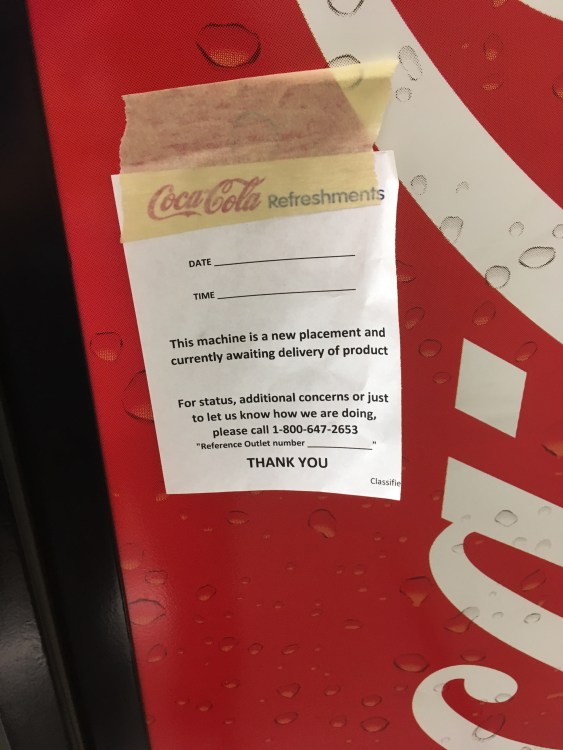 Coca-Cola Refreshments
DATE
TIME
This machine is a new placement and
currently awaiting delivery of product
For status, additional concerns or just
to let us know how we are doing,
please call 1-800-647-2653
"Reference Outlet number ____________"
THANK YOU
Classifie